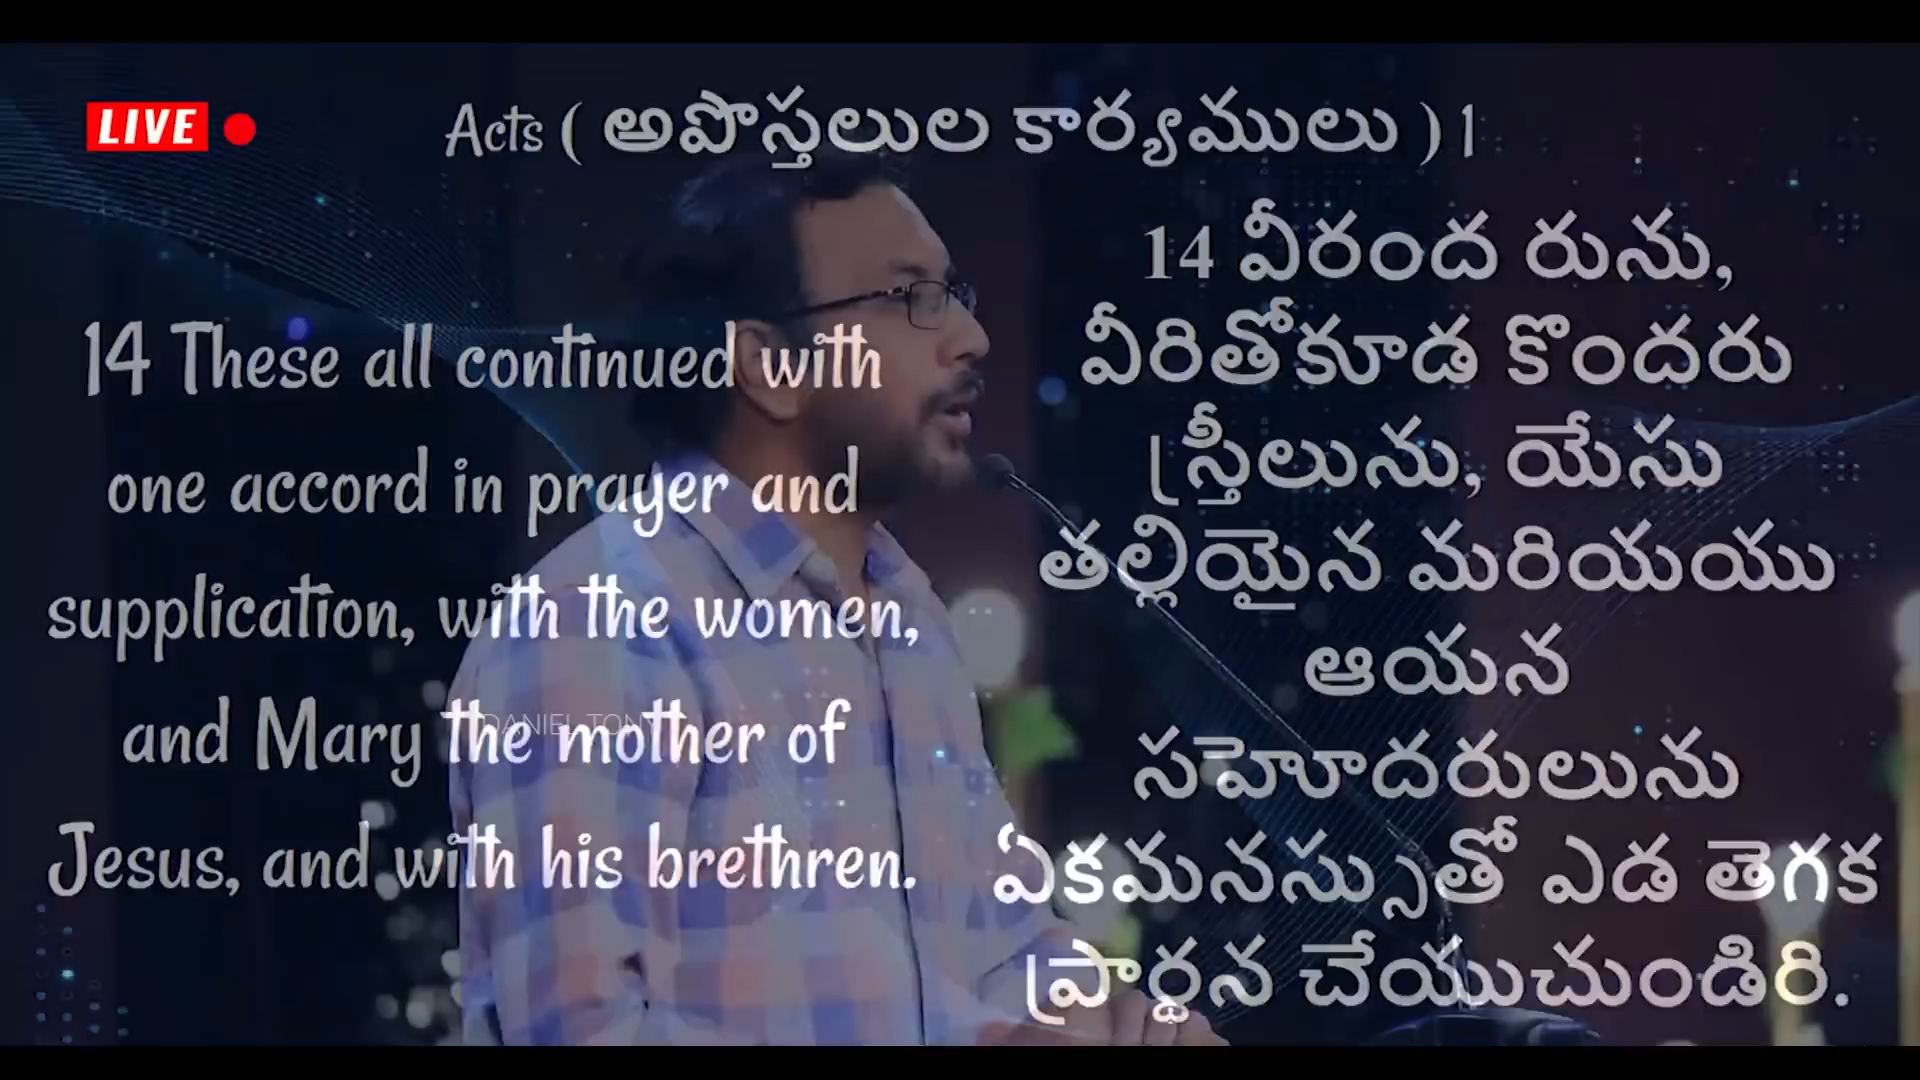 LIVE
Acts ( అపొస్తలుల కార్యములు ) 1
14 These all continued with
one accord in prayer and
supplication, with the women,
and Mary the mother of
Jesus, and with his brethren.
14 వీరంద రును,
వీరితోకూడ కొందరు
స్త్రీలును, యేసు
తల్లియైన మరియయు
ఆయన
సహెూదరులును
ఏకమనస్సుతో ఎడ తెగక
ప్రార్థన చేయుచుండిరి.
DANIEL TONY